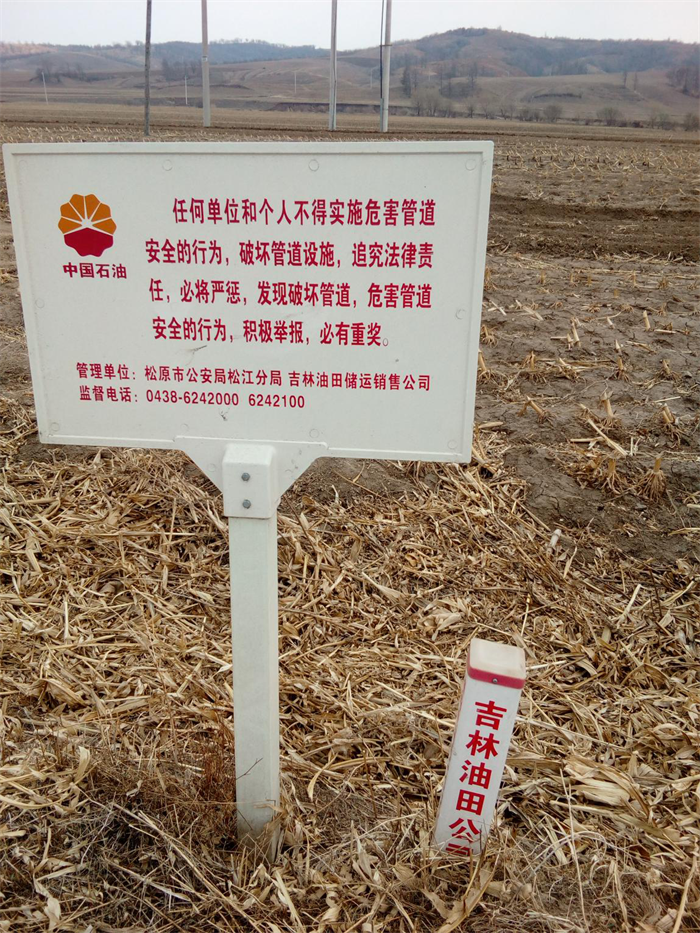 中国石油
任何单位和个人不得实施危害管道
安全的行为，破坏管道设施，追究法律责
任，必将严惩，发现破坏管道，危害管道
安全的行为，积极举报，必有重奖。
管理单位：松原市公安局松江分局 吉林油田储运销售公司
监督电话：0438-6242000 6242100
吉林油田公司